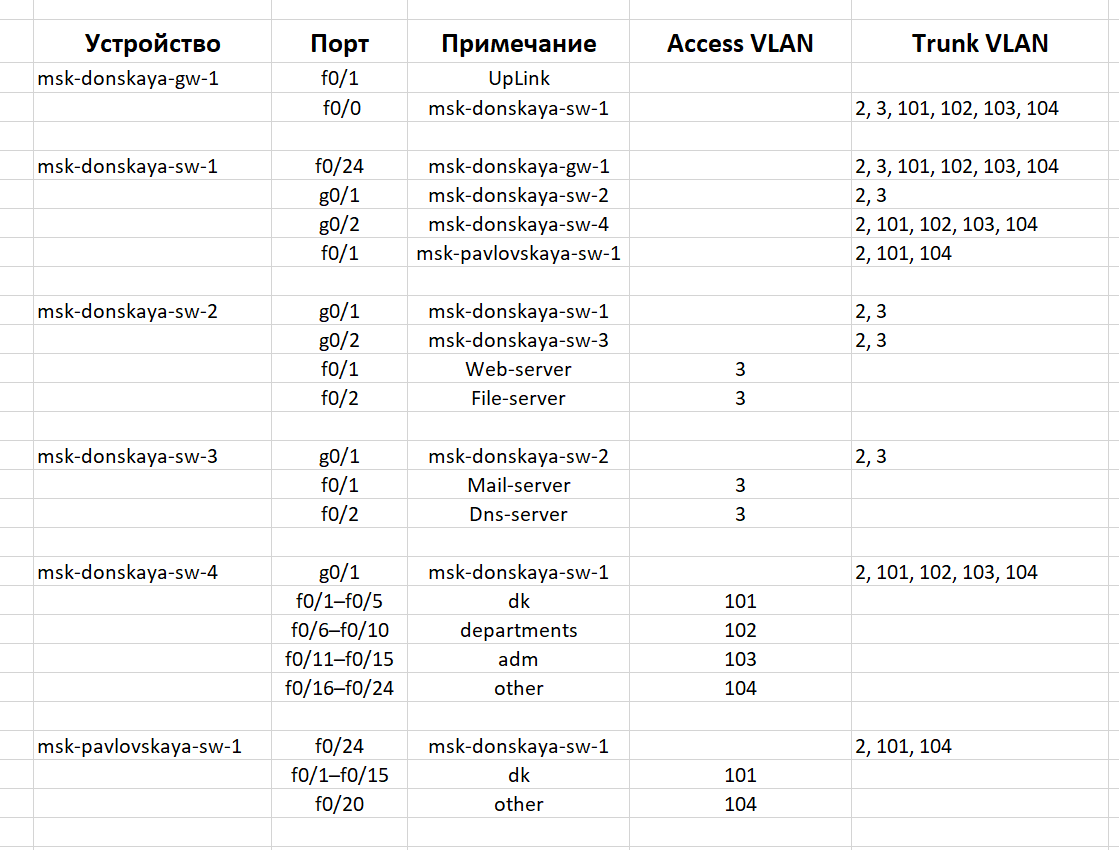 Устройство Порт Примечание Access VLAN Trunk VLAN
msk-donskaya-gw-1 f0/1 UpLink
f0/0 msk-donskaya-sw-1 2, 3, 101, 102, 103, 104
msk-donskaya-sw-1 f0/24 msk-donskaya-gw-1 2, 3, 101, 102, 103, 104
g0/1 msk-donskaya-sw-2 2, 3
g0/2 msk-donskaya-sw-4 2, 101, 102, 103, 104
f0/1 msk-pavlovskaya-sw-1 2, 101, 104
msk-donskaya-sw-2 g0/1 msk-donskaya-sw-1 2, 3
g0/2 msk-donskaya-sw-3 2, 3
f0/1 Web-server 3
f0/2 File-server 3
msk-donskaya-sw-3 g0/1 msk-donskaya-sw-2 2, 3
f0/1 Mail-server 3
f0/2 Dns-server 3
msk-donskaya-sw-4 g0/1 msk-donskaya-sw-1 2, 101, 102, 103, 104
f0/1–f0/5 dk 101
f0/6–f0/10 departments 102
f0/11–f0/15 adm 103
f0/16–f0/24 other 104
msk-pavlovskaya-sw-1 f0/24 msk-donskaya-sw-1 2, 101, 104
f0/1–f0/15 dk 101
f0/20 other 104